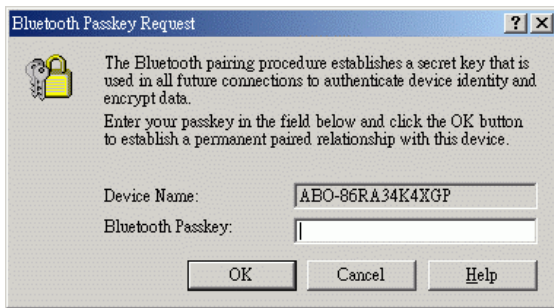 Bluetooth Passkey Request
The Bluetooth pairing procedure establishes a secret key that is
used in all future connections to authenticate device identity and
encrypt data.
Enter your passkey in the field below and click the OK button
to establish a permanent paired relationship with this device.
Device Name: ABO-86RA34K4XGP
Bluetooth Passkey:
OK Cancel Help